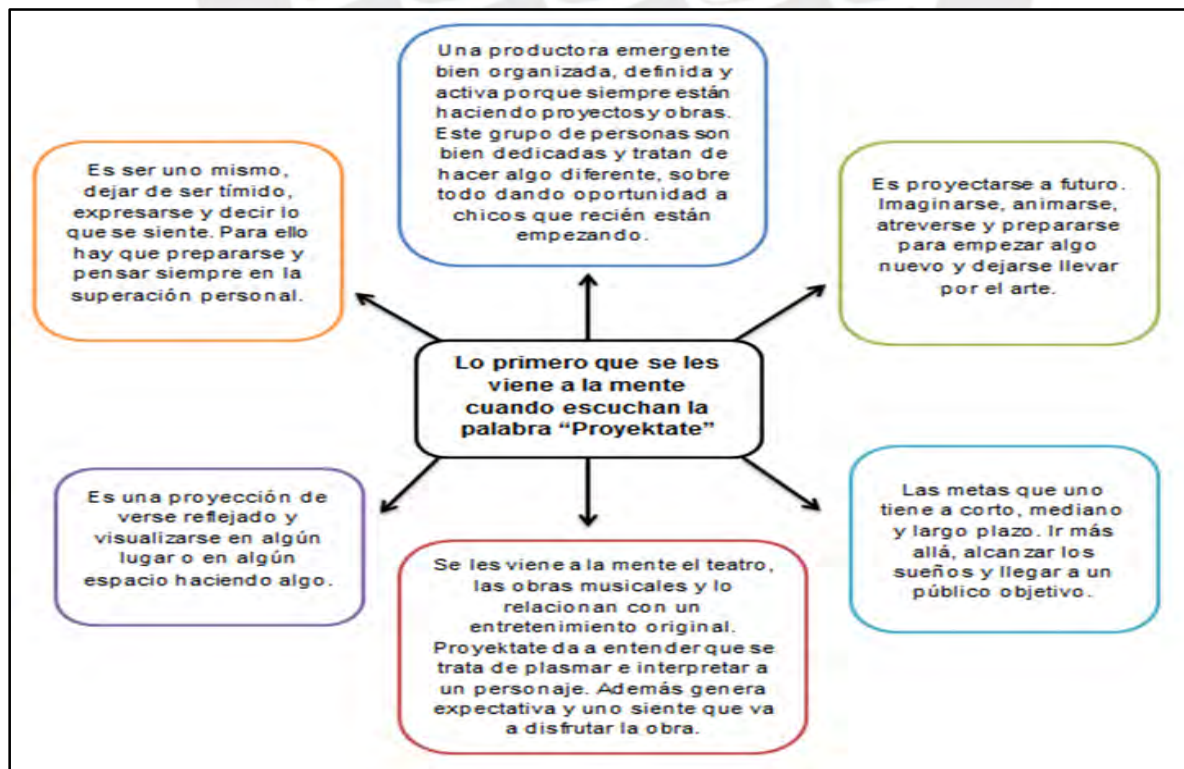 Una productora emergente
bien organizada, definida y
activa porque siempre están
haciendo proyectos y obras.
Este grupo de personas son
bien dedicadas y tratan de
hacer algo diferente, sobre
todo dando oportunidad a
chicos que recién están
empezando.
Es ser uno mismo,
dejar de ser tímido,
expresarse y decir lo
que se siente. Para ello
hay que prepararse y
pensar siempre en la
superación personal.
Es proyectarse a futuro.
Imaginarse, animarse,
atreverse y prepararse
para empezar algo
nuevo y dejarse llevar
por el arte.
Lo primero que se les
viene a la mente
cuando escuchan la
palabra “Proyektate”
Es una proyección de
verse reflejado y
visualizarse en algún
lugar o en algún
espacio haciendo algo.
Se les viene a la mente el teatro,
las obras musicales y lo
relacionan con un
entretenimiento original.
Proyektate da a entender que se
trata de plasmar e interpretar a
un personaje. Además genera
expectativa y uno siente que va
a disfrutar la obra.
Las metas que uno
tiene a corto, mediano
y largo plazo. Ir más
allá, alcanzar los
sueños y llegar a un
público objetivo.